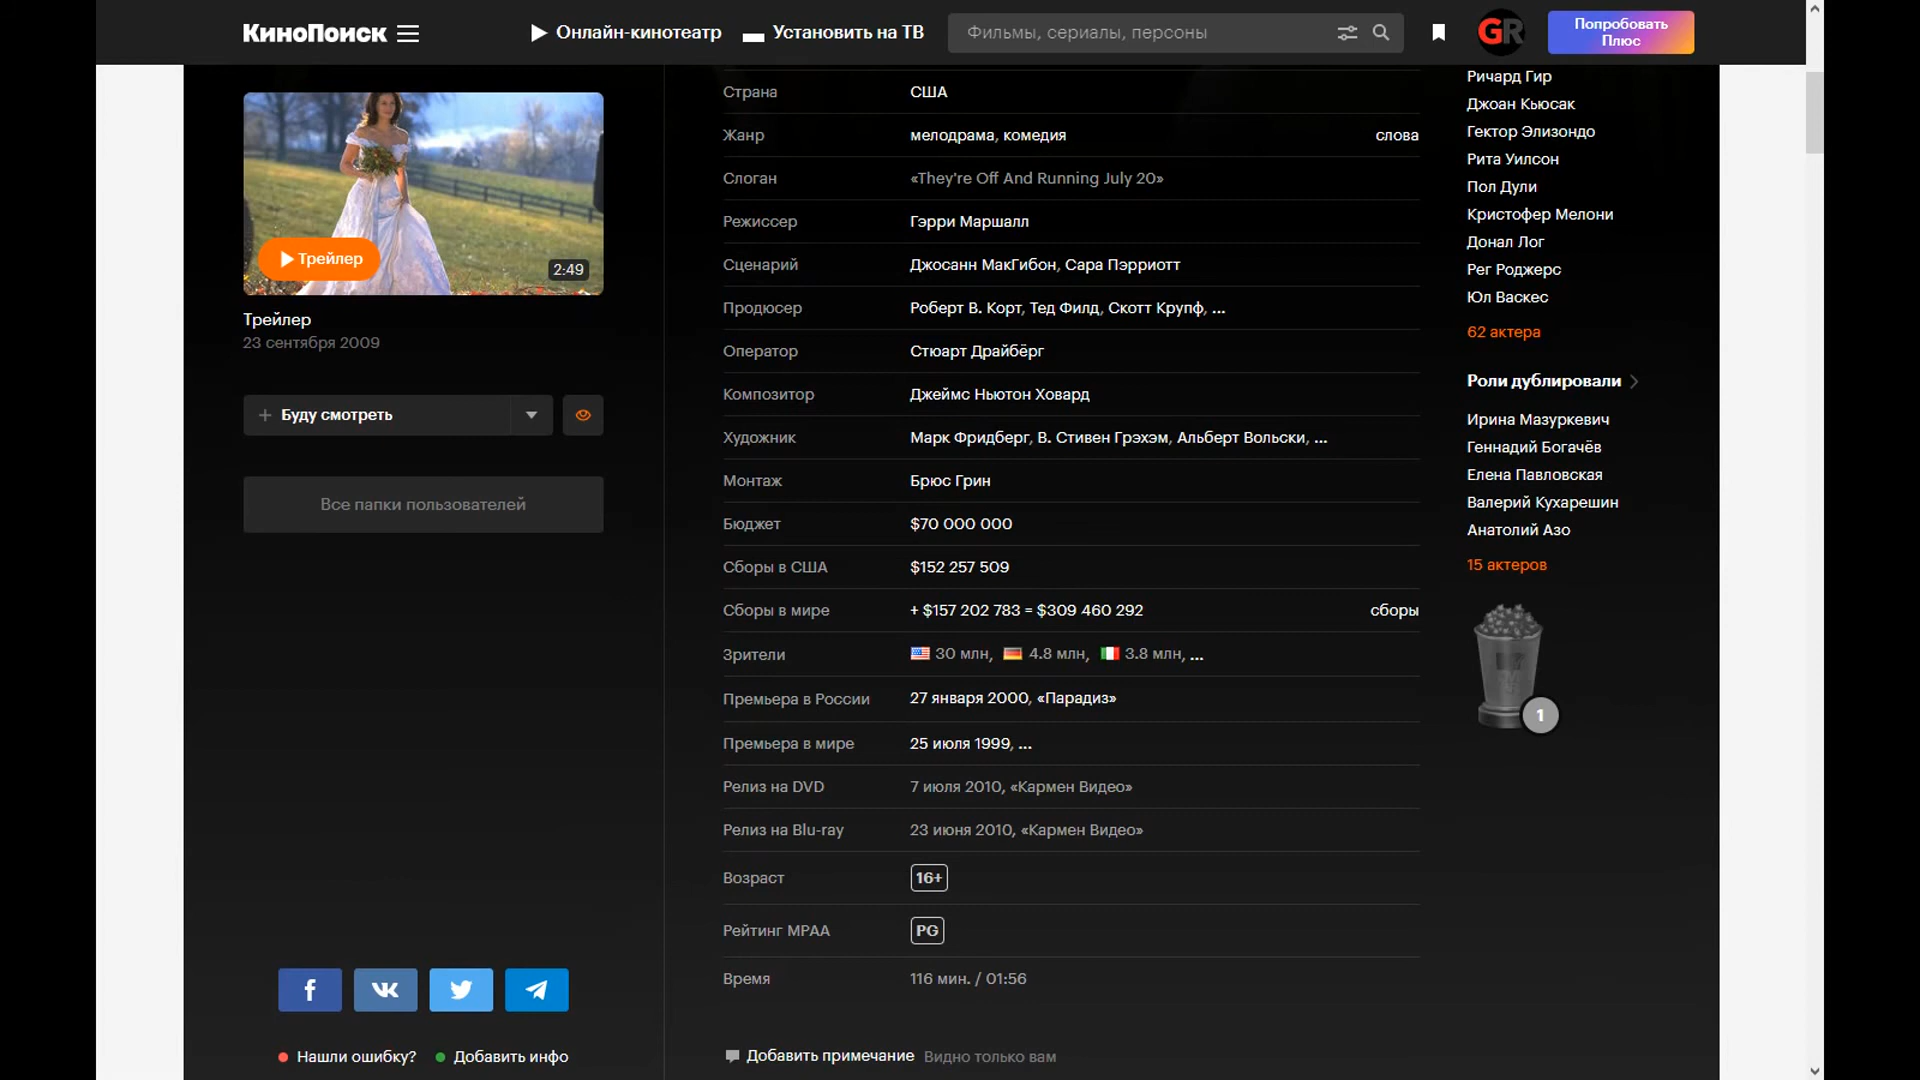 КиноПоиск
Онлайн-кинотеатр
Установить на ТВ
Фильмы, сериалы, персоны
GR
Попробовать
Плюс
Трейлер
2:49
Трейлер
23 сентября 2009
Буду смотреть
Все папки пользователей
Нашли ошибку?
Добавить инфо
Страна США
Жанр мелодрама, комедия слова
Слоган «They're Off And Running July 20»
Режиссер Гэрри Маршалл
Сценарий Джосанн МакГибон, Сара Пэрриотт
Продюсер Роберт В. Корт, Тед Филд, Скотт Крупф, ...
Оператор Стюарт Драйбёрг
Композитор Джеймс Ньютон Ховард
Художник Марк Фридберг, В. Стивен Грэхэм, Альберт Вольски, ...
Монтаж Брюс Грин
Бюджет $70 000 000
Сборы в США $152 257 509
Сборы в мире + $157 202 783 = $309 460 292 сборы
Зрители 30 млн, 4.8 млн, 3.8 млн, ...
Премьера в России 27 января 2000, «Парадиз»
Премьера в мире 25 июля 1999, ...
Релиз на DVD 7 июля 2010, «Кармен Видео»
Релиз на Blu-ray 23 июня 2010, «Кармен Видео»
Возраст 16+
Рейтинг MPAA PG
Время 116 мин. / 01:56
Добавить примечание Видно только вам
Ричард Гир
Джоан Кьюсак
Гектор Элизондо
Рита Уилсон
Пол Дули
Кристофер Мелони
Донал Лог
Рег Роджерс
Юл Васкес
62 актера
Роли дублировали
Ирина Мазуркевич
Геннадий Богачёв
Елена Павловская
Валерий Кухарешин
Анатолий Азо
15 актеров
1